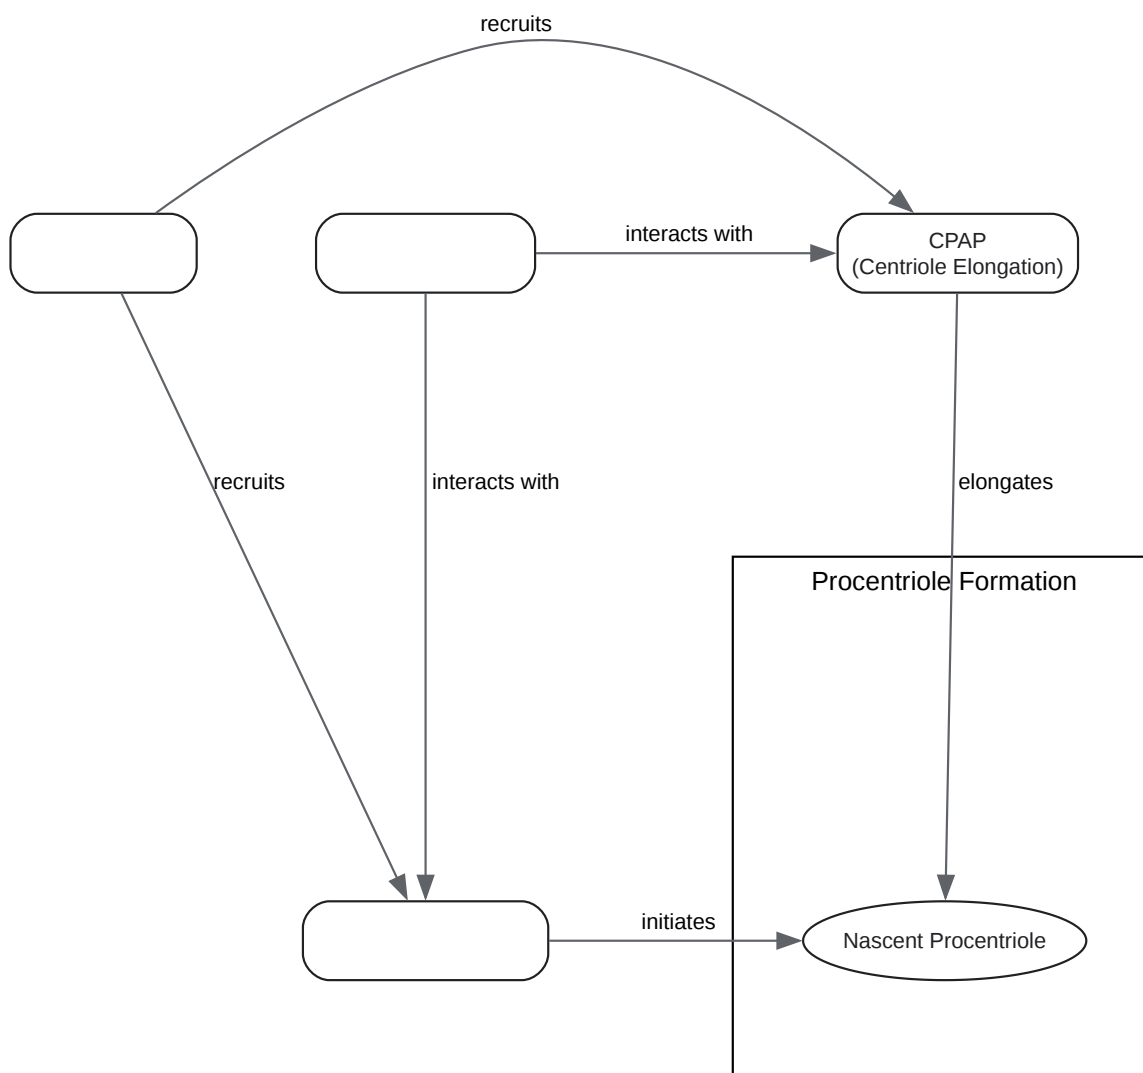 recruits
interacts with
CPAP
(Centriole Elongation)
recruits
interacts with
elongates
Procentriole Formation
initiates
Nascent Procentriole